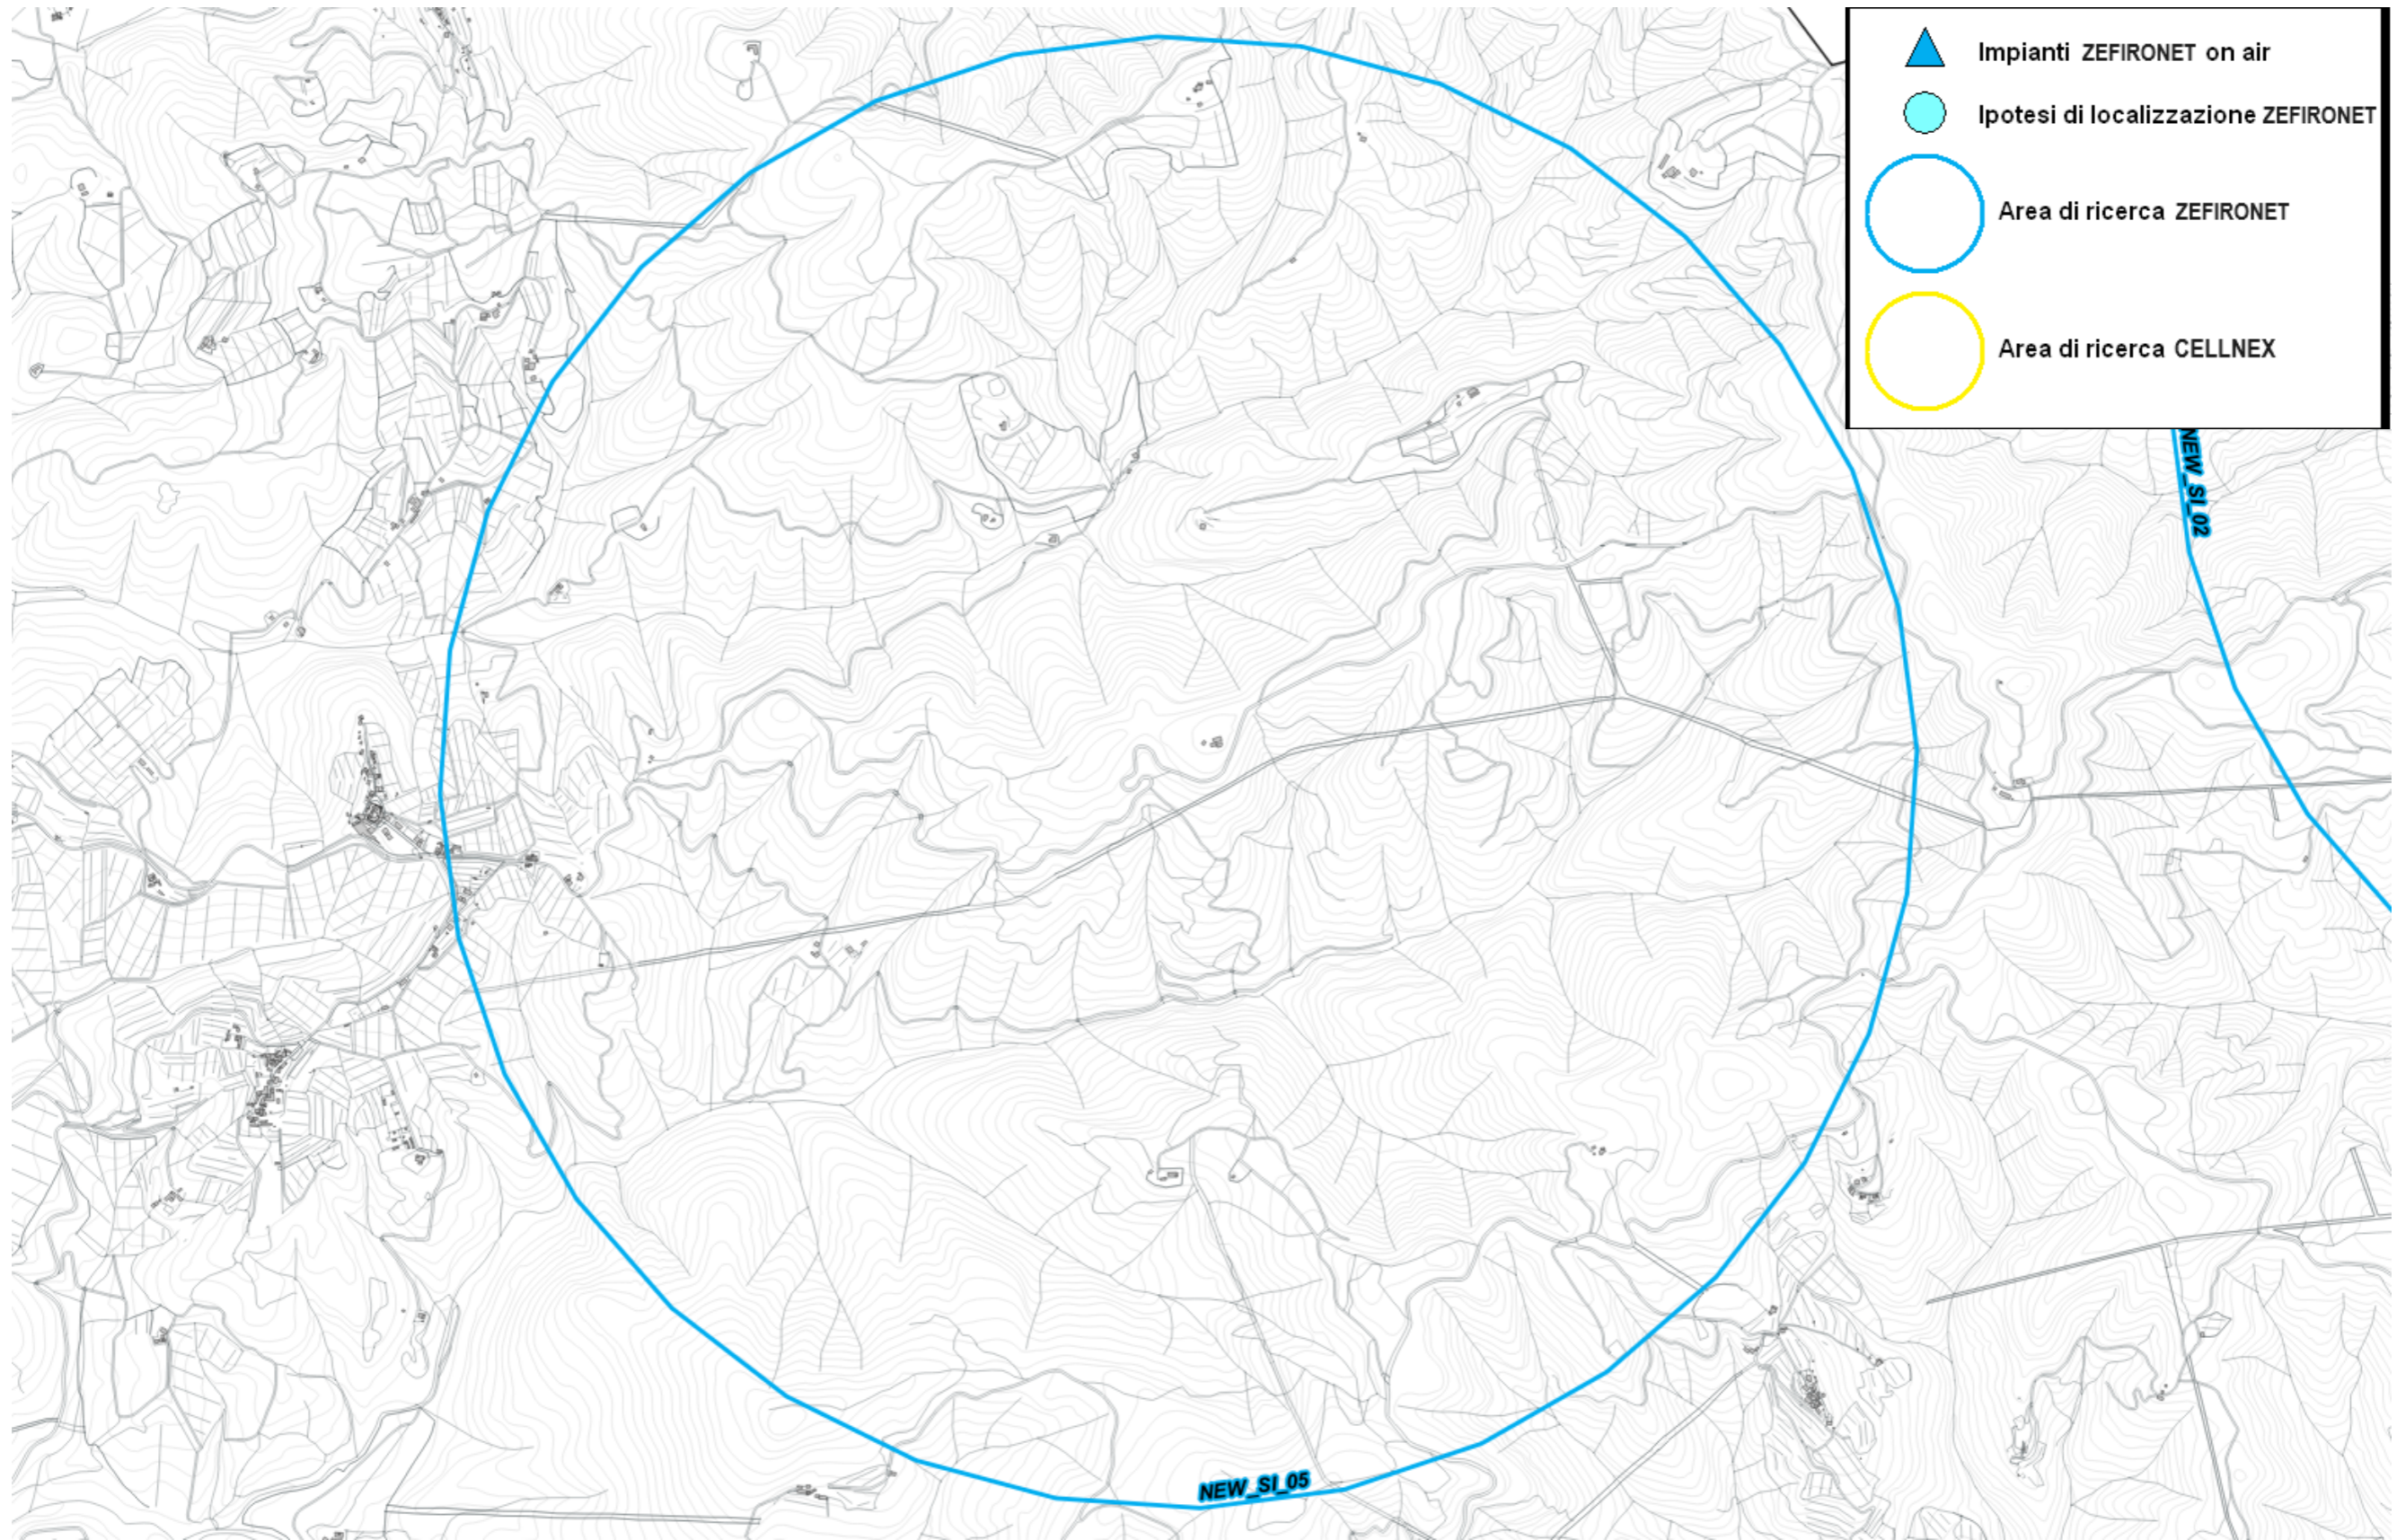 Impianti ZEFIRONET on air
Ipotesi di localizzazione ZEFIRONET
Area di ricerca ZEFIRONET
Area di ricerca CELLNEX
NEW_SI_02
NEW_SI_05